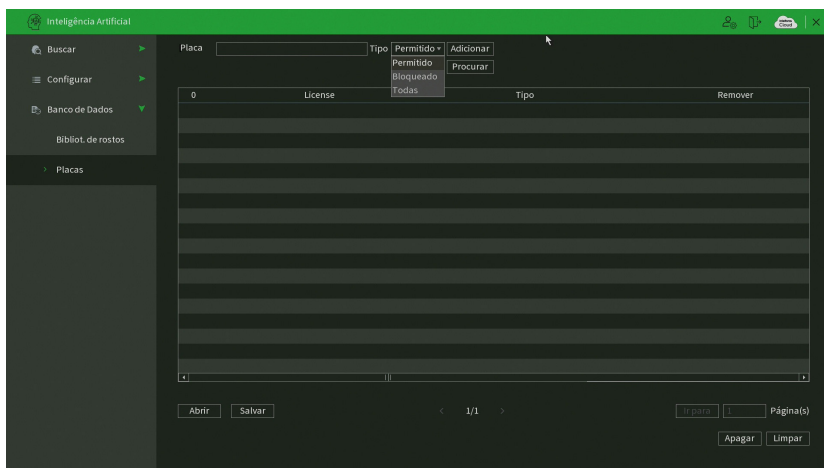 Inteligência Artificial
Cloud
Buscar
Configurar
Banco de Dados
Bibliot. de rostos
Placas
Placa Tipo Permitido Adicionar
Permitido
Bloqueado
Todas
Procurar
0 License Tipo Remover
Abrir Salvar 1/1 Ir para 1 Página(s)
Apagar Limpar